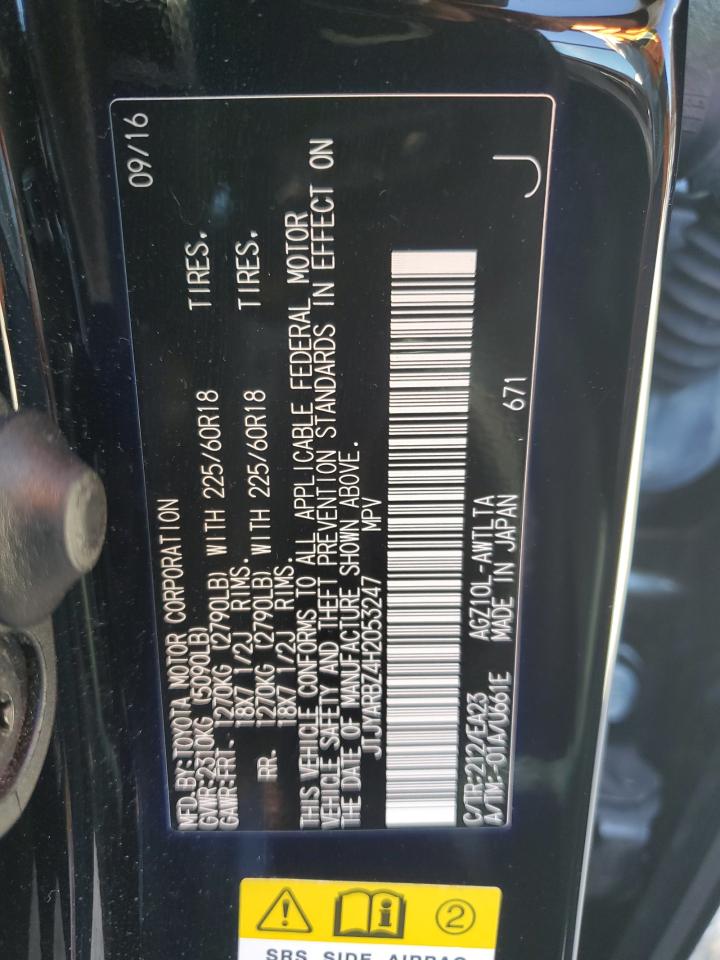 MFD.BY:TOYOTA MOTOR CORPORATION 09/16
GVWR:2310KG (5090LB)
GAWR:FRT- 1270KG (2790LB) WITH 225/60R18 TIRES.
18X7 1/2J RIMS.
RR. 1270KG (2790LB) WITH 225/60R18 TIRES.
18X7 1/2J RIMS.
THIS VEHICLE CONFORMS TO ALL APPLICABLE FEDERAL MOTOR
VEHICLE SAFETY AND THEFT PREVENTION STANDARDS IN EFFECT ON
THE DATE OF MANUFACTURE SHOWN ABOVE.
JTJYARBZ4H2053247 MPV
C/TR:212/EA23 AGZ10L-AWTLTA
A/TM:-01A/U661E MADE IN JAPAN 671 J
2
SRS SIDE AIRBAG